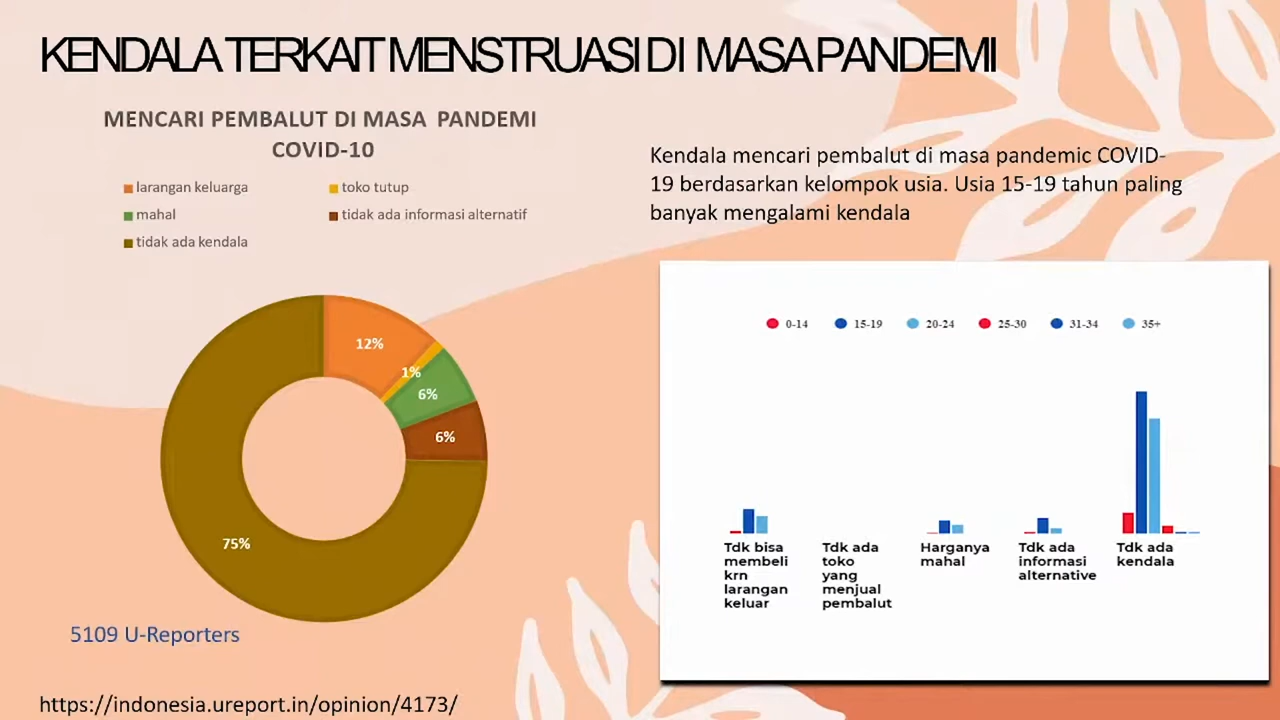 KENDALA TERKAIT MENSTRUASI DI MASA PANDEMI
MENCARI PEMBALUT DI MASA PANDEMI
COVID-10
larangan keluarga
toko tutup
mahal
tidak ada informasi alternatif
tidak ada kendala
12%
1%
6%
6%
75%
5109 U-Reporters
https://indonesia.ureport.in/opinion/4173/
Kendala mencari pembalut di masa pandemic COVID-
19 berdasarkan kelompok usia. Usia 15-19 tahun paling
banyak mengalami kendala
0-14 15-19 20-24 25-30 31-34 35+
Tdk bisa
membeli
krn
larangan
keluar
Tdk ada
toko
yang
menjual
pembalut
Harganya
mahal
Tdk ada
informasi
alternative
Tdk ada
kendala